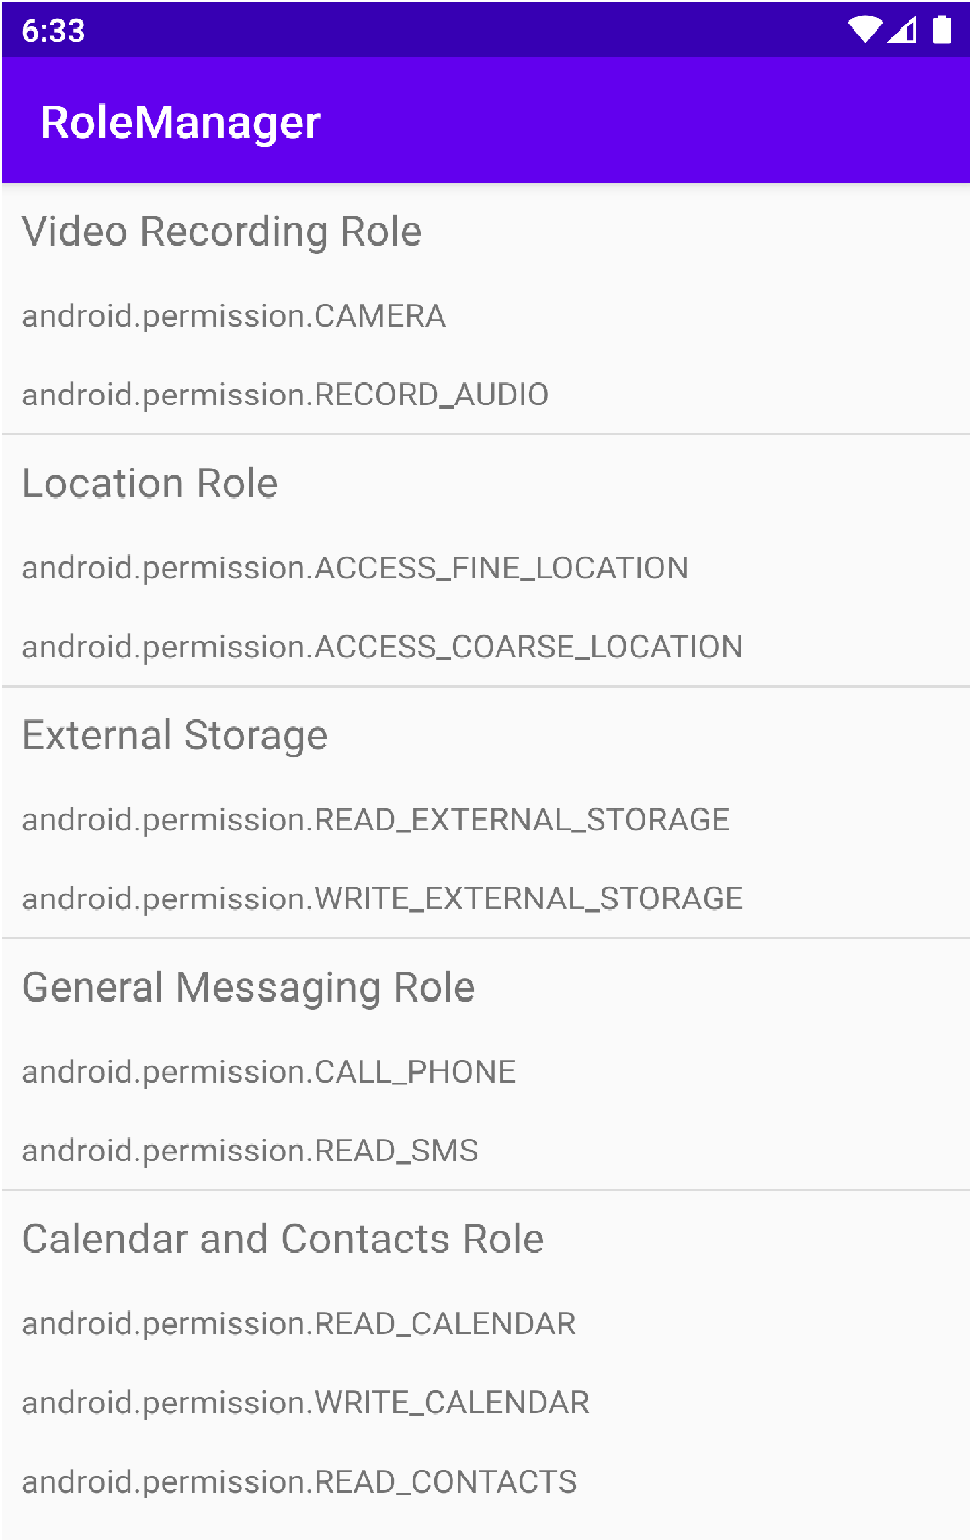 6:33
RoleManager
Video Recording Role
android.permission.CAMERA
android.permission.RECORD_AUDIO
Location Role
android.permission.ACCESS_FINE_LOCATION
android.permission.ACCESS_COARSE_LOCATION
External Storage
android.permission.READ_EXTERNAL_STORAGE
android.permission.WRITE_EXTERNAL_STORAGE
General Messaging Role
android.permission.CALL_PHONE
android.permission.READ_SMS
Calendar and Contacts Role
android.permission.READ_CALENDAR
android.permission.WRITE_CALENDAR
android.permission.READ_CONTACTS